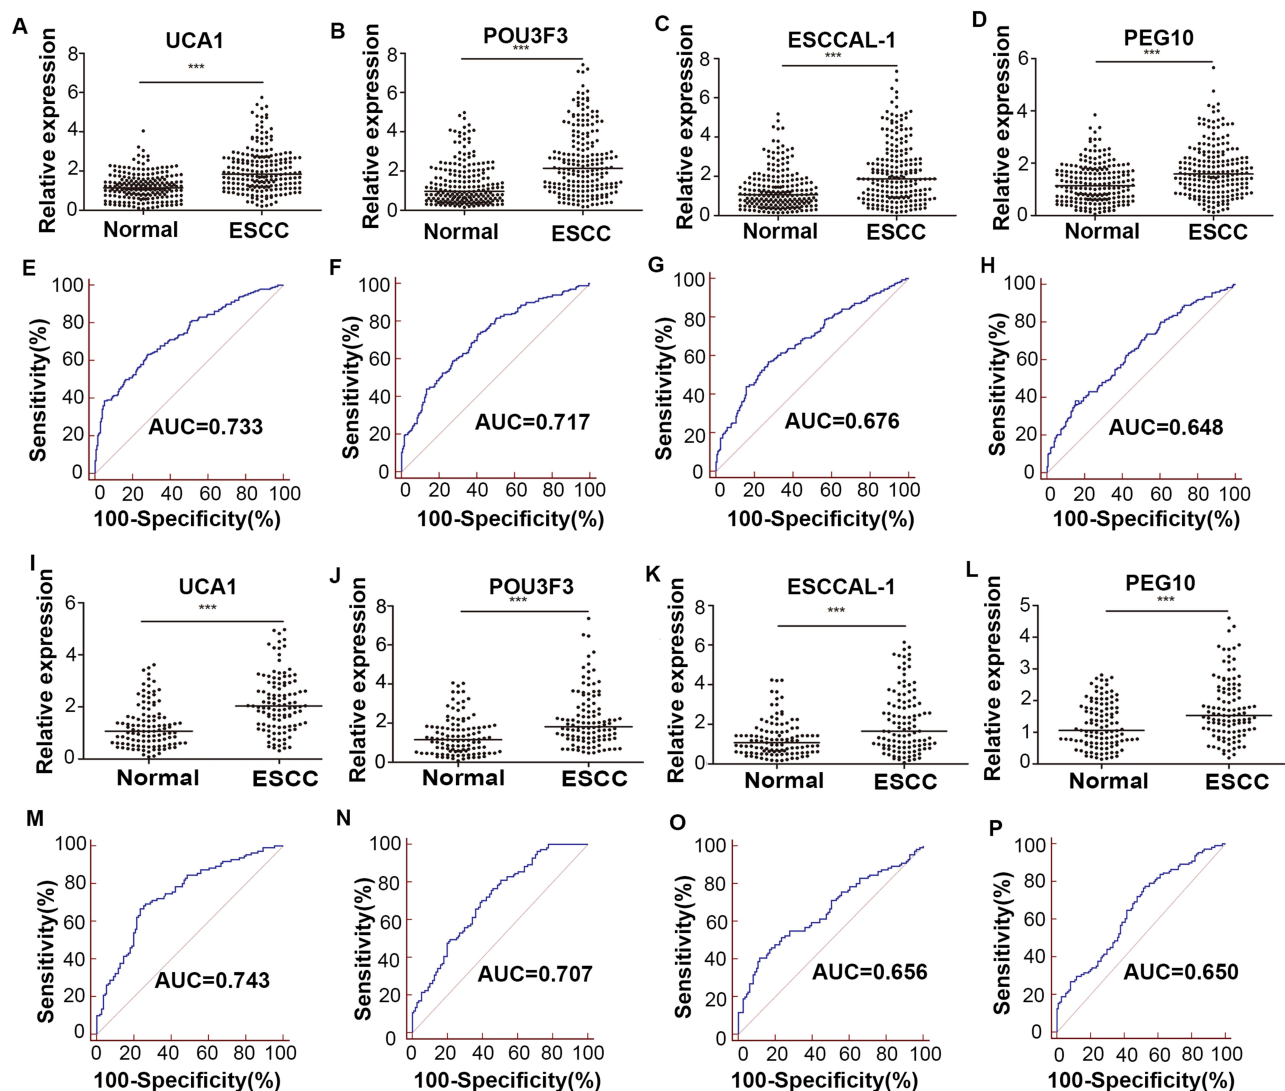 A
UCA1
Relative expression
8
6
4
2
0
***
Normal
ESCC
B
POU3F3
Relative expression
8
6
4
2
0
***
Normal
ESCC
C
ESCCAL-1
Relative expression
8
6
4
2
0
***
Normal
ESCC
D
PEG10
Relative expression
6
4
2
0
***
Normal
ESCC
E
Sensitivity(%)
100
80
60
40
20
0
AUC=0.733
0 20 40 60 80 100
100-Specificity(%)
F
Sensitivity(%)
100
80
60
40
20
0
AUC=0.717
0 20 40 60 80 100
100-Specificity(%)
G
Sensitivity(%)
100
80
60
40
20
0
AUC=0.676
0 20 40 60 80 100
100-Specificity(%)
H
Sensitivity(%)
100
80
60
40
20
0
AUC=0.648
0 20 40 60 80 100
100-Specificity(%)
I
UCA1
Relative expression
6
4
2
0
***
Normal
ESCC
J
POU3F3
Relative expression
8
6
4
2
0
***
Normal
ESCC
K
ESCCAL-1
Relative expression
8
6
4
2
0
***
Normal
ESCC
L
PEG10
Relative expression
5
4
3
2
1
0
***
Normal
ESCC
M
Sensitivity(%)
100
80
60
40
20
0
AUC=0.743
0 20 40 60 80 100
100-Specificity(%)
N
Sensitivity(%)
100
80
60
40
20
0
AUC=0.707
0 20 40 60 80 100
100-Specificity(%)
O
Sensitivity(%)
100
80
60
40
20
0
AUC=0.656
0 20 40 60 80 100
100-Specificity(%)
P
Sensitivity(%)
100
80
60
40
20
0
AUC=0.650
0 20 40 60 80 100
100-Specificity(%)